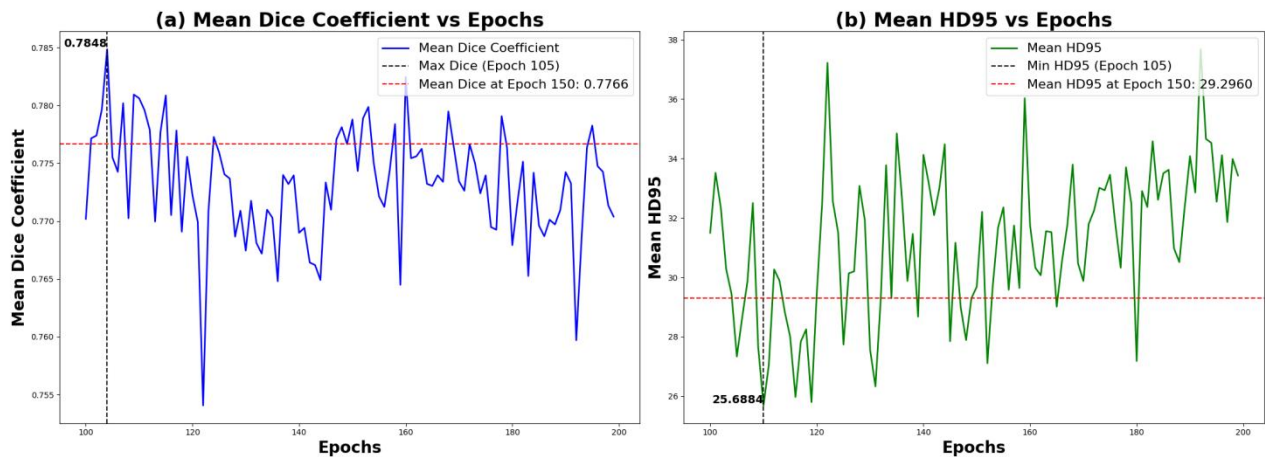 (a) Mean Dice Coefficient vs Epochs
Mean Dice Coefficient
0.785
0.780
0.775
0.770
0.765
0.760
0.755
0.7848
Mean Dice Coefficient
Max Dice (Epoch 105)
Mean Dice at Epoch 150: 0.7766
100
120
140
160
180
200
Epochs
(b) Mean HD95 vs Epochs
Mean HD95
38
36
34
32
30
28
26
Mean HD95
Min HD95 (Epoch 105)
Mean HD95 at Epoch 150: 29.2960
25.6884
100
120
140
160
180
200
Epochs